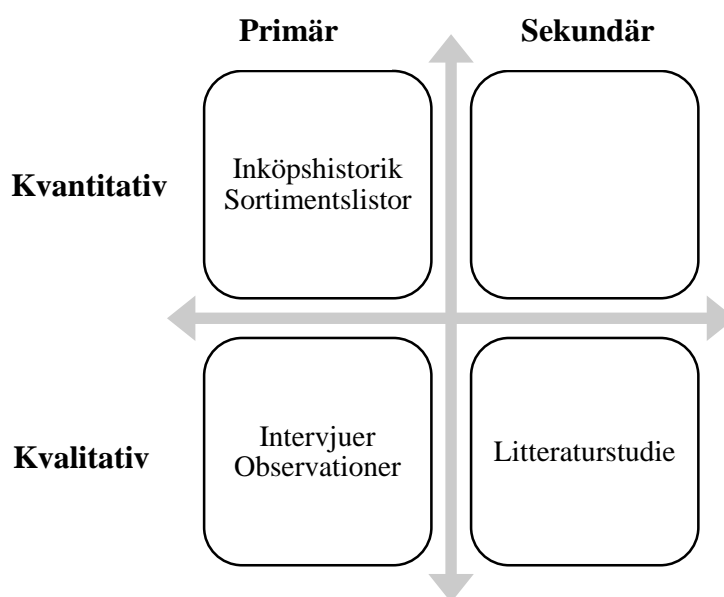 Primär
Sekundär
Kvantitativ
Inköpshistorik
Sortimentslistor
Kvalitativ
Intervjuer
Observationer
Litteraturstudie